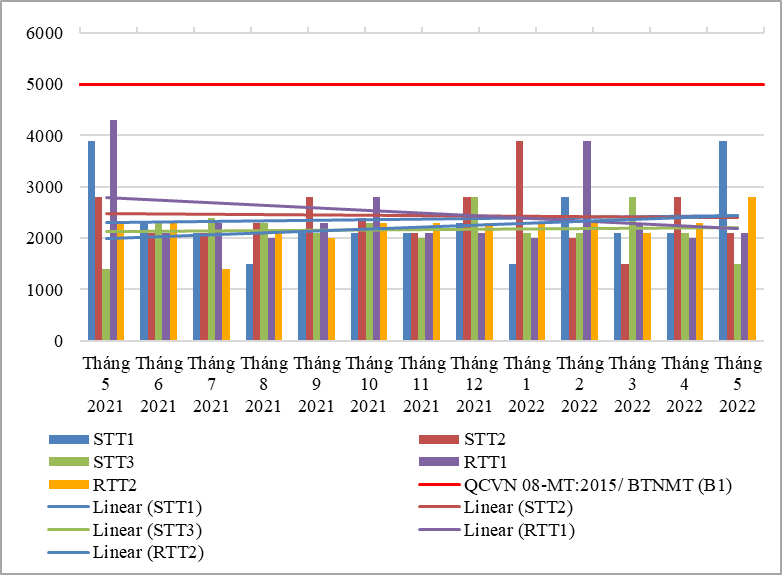 6000
5000
4000
3000
2000
1000
0
Tháng Tháng Tháng Tháng Tháng Tháng Tháng Tháng Tháng Tháng Tháng Tháng Tháng
5 6 7 8 9 10 11 12 1 2 3 4 5
2021 2021 2021 2021 2021 2021 2021 2021 2022 2022 2022 2022 2022
STT1 STT2
STT3 RTT1
RTT2 QCVN 08-MT:2015/ BTNMT (B1)
Linear (STT1) Linear (STT2)
Linear (STT3) Linear (RTT1)
Linear (RTT2)